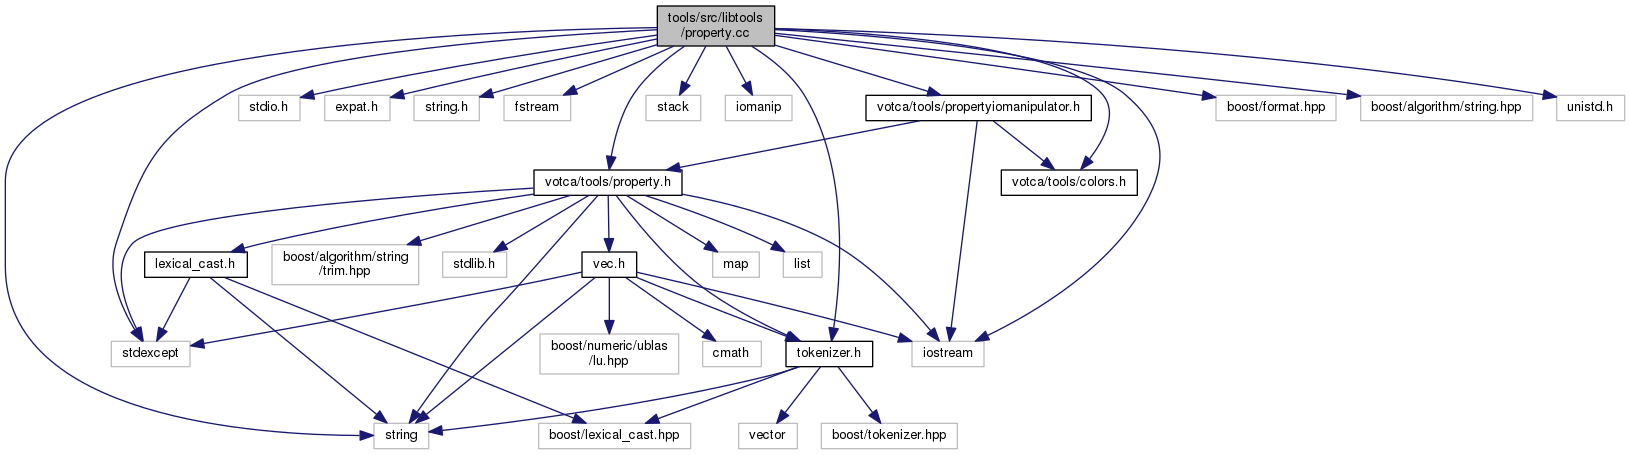 tools/src/libtools
/property.cc
stdio.h
expat.h
string.h
fstream
stack
iomanip
votca/tools/propertyiomanipulator.h
boost/format.hpp
boost/algorithm/string.hpp
unistd.h
votca/tools/property.h
votca/tools/colors.h
lexical_cast.h
boost/algorithm/string
/trim.hpp
stdlib.h
vec.h
map
list
stdexcept
boost/numeric/ublas
/lu.hpp
cmath
tokenizer.h
iostream
string
boost/lexical_cast.hpp
vector
boost/tokenizer.hpp